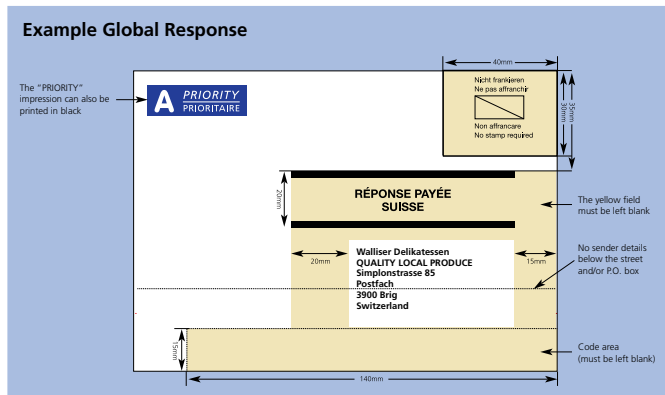 Example Global Response
40mm
Nicht frankieren
Ne pas affranchir
Non affrancare
No stamp required
30mm
35mm
The “PRIORITY”
impression can also be
printed in black
A PRIORITY
PRIORITAIRE
20mm
RÉPONSE PAYÉE
SUISSE
The yellow field
must be left blank
20mm
Walliser Delikatessen
QUALITY LOCAL PRODUCE
Simplonstrasse 85
Postfach
3900 Brig
Switzerland
15mm
No sender details
below the street
and/or P.O. box
15mm
Code area
(must be left blank)
140mm